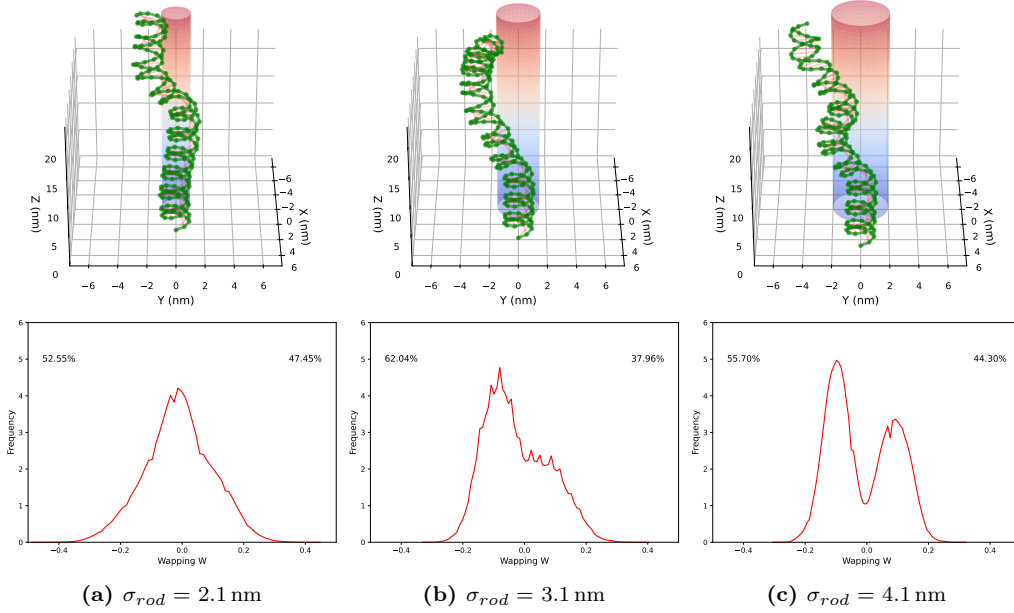 20
15
10
5
0
Z (nm)
−6
−4
−2
0
2
4
6
X (nm)
−6 −4 −2 0 2 4 6
Y (nm)
20
15
10
5
0
Z (nm)
−6
−4
−2
0
2
4
6
X (nm)
−6 −4 −2 0 2 4 6
Y (nm)
20
15
10
5
0
Z (nm)
−6
−4
−2
0
2
4
6
X (nm)
−6 −4 −2 0 2 4 6
Y (nm)
6
5
4
3
2
1
0
Frequency
52.55% 47.45%
−0.4 −0.2 0.0 0.2 0.4
Wapping W
6
5
4
3
2
1
0
Frequency
62.04% 37.96%
−0.4 −0.2 0.0 0.2 0.4
Wapping W
6
5
4
3
2
1
0
Frequency
55.70% 44.30%
−0.4 −0.2 0.0 0.2 0.4
Wapping W
(a) σrod = 2.1 nm
(b) σrod = 3.1 nm
(c) σrod = 4.1 nm